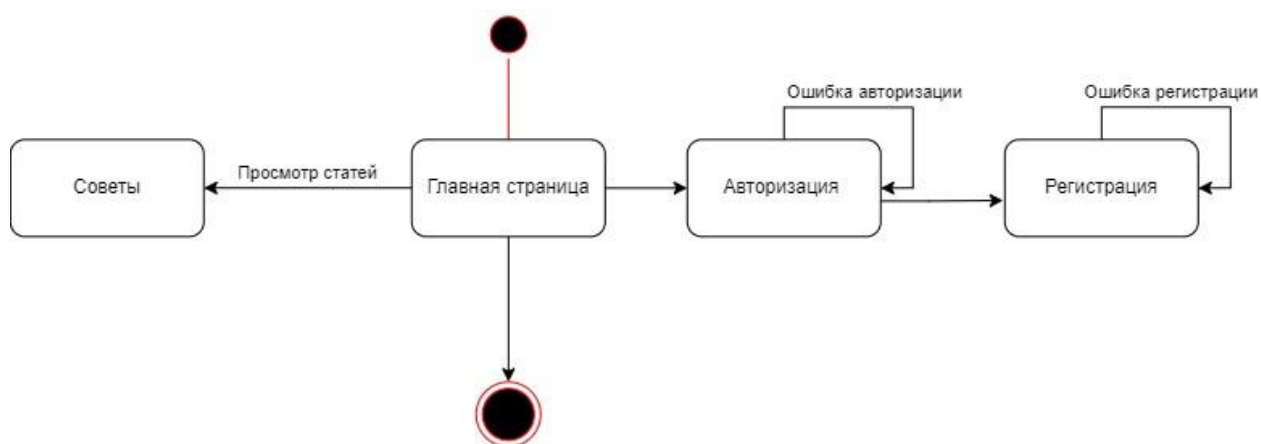 Ошибка авторизации
Ошибка регистрации
Советы
Просмотр статей
Главная страница
Авторизация
Регистрация